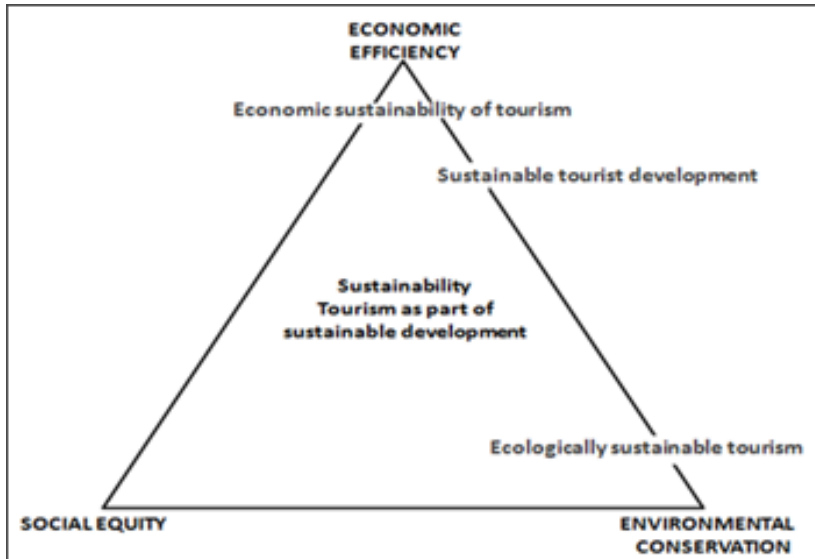 ECONOMIC
EFFICIENCY
Economic sustainability of tourism
Sustainable tourist development
Sustainability
Tourism as part of
sustainable development
Ecologically sustainable tourism
SOCIAL EQUITY
ENVIRONMENTAL
CONSERVATION